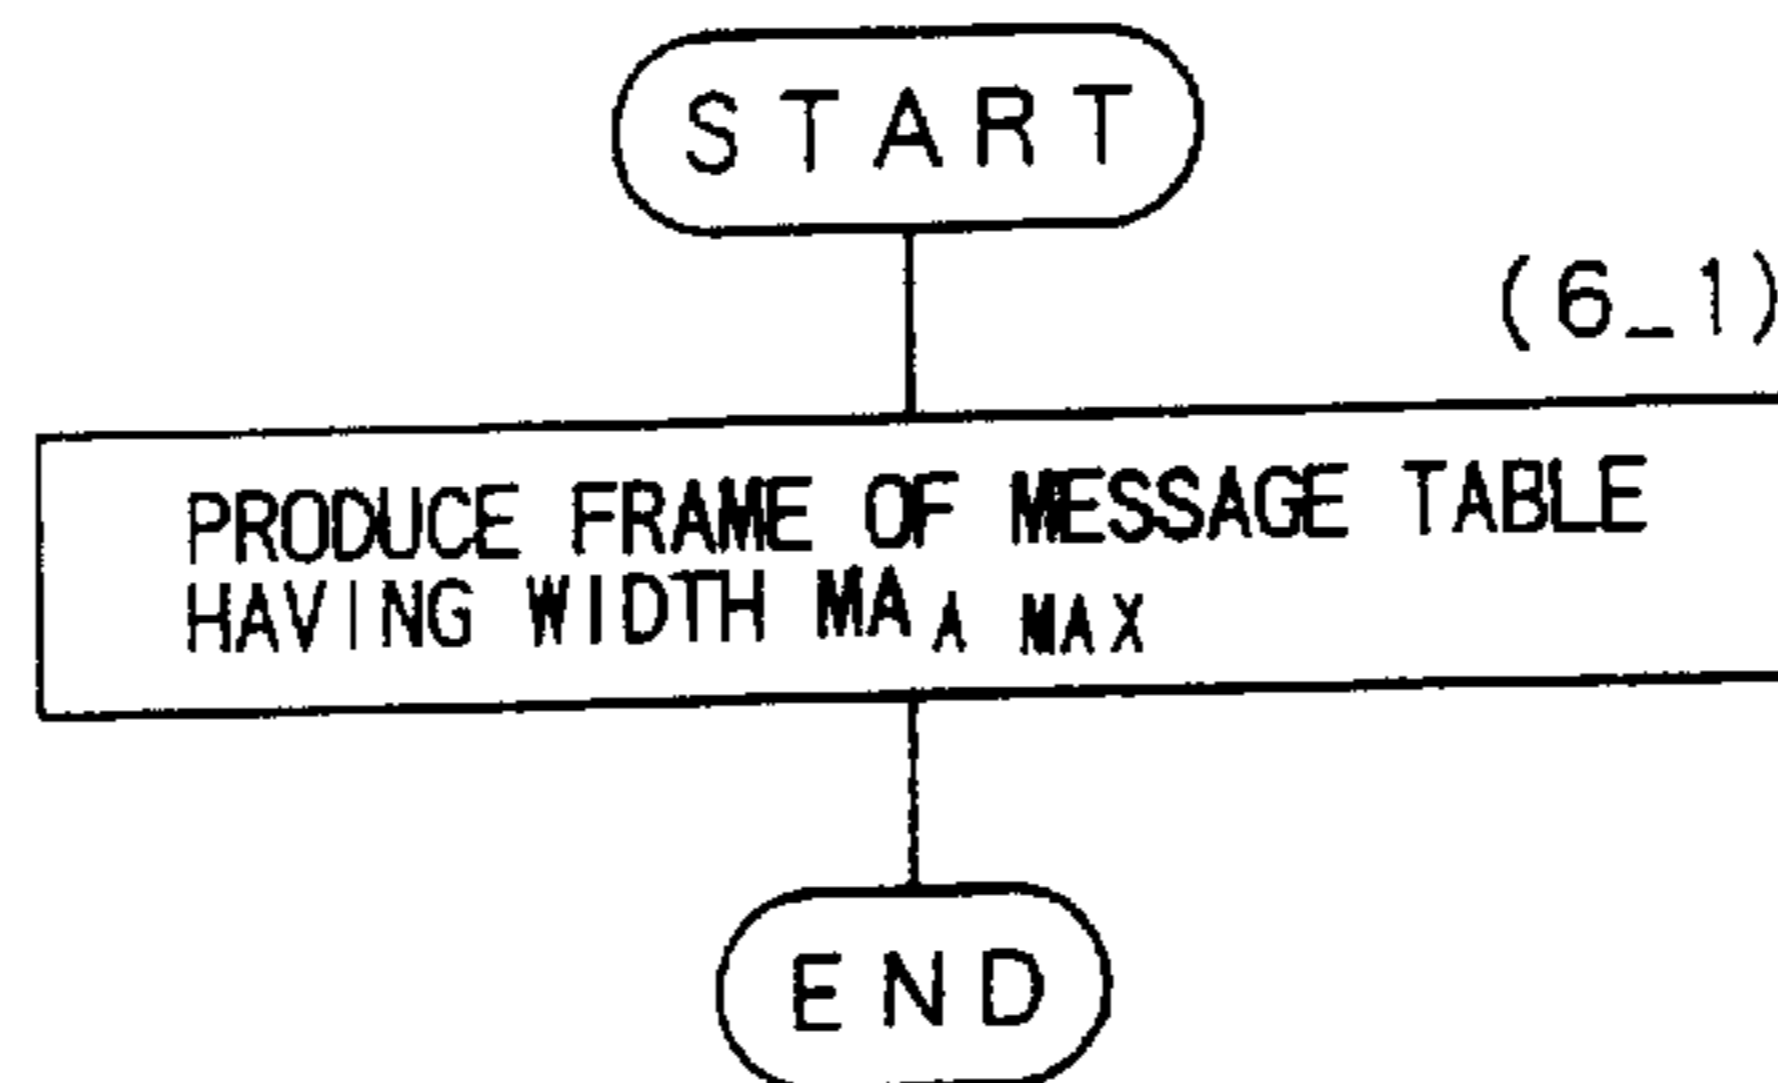 START
(6_1)
PRODUCE FRAME OF MESSAGE TABLE
HAVING WIDTH MA A MAX
END